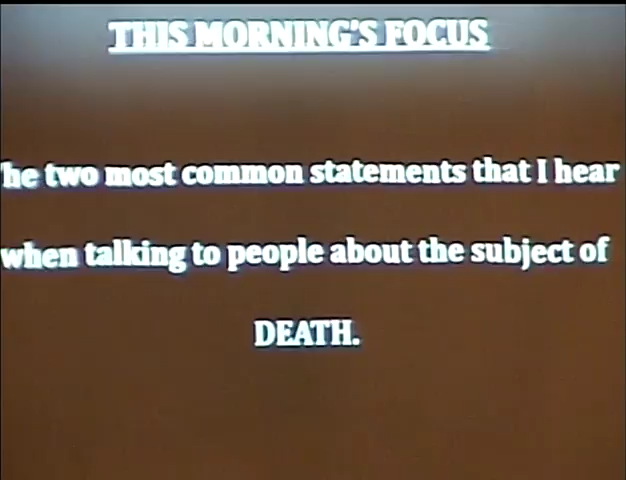 THIS MORNING'S FOCUS
he two most common statements that I hear
when talking to people about the subject of
DEATH.